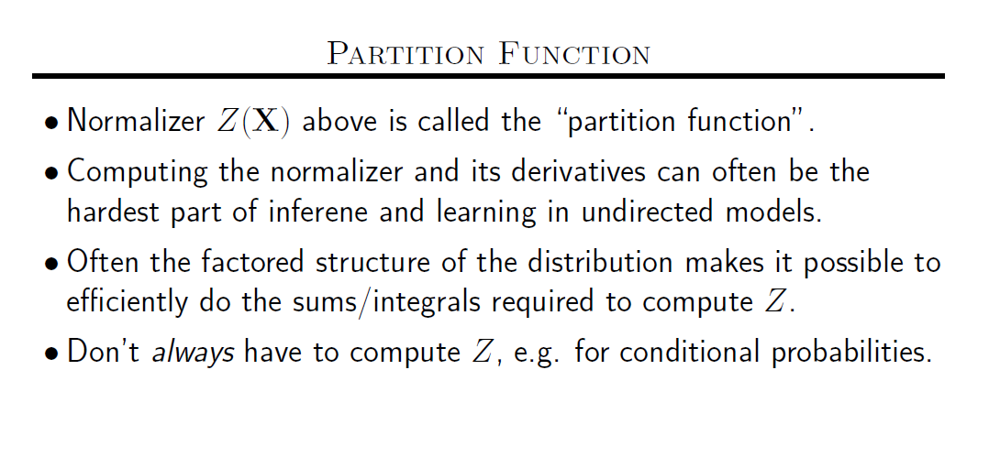 PARTITION FUNCTION
• Normalizer Z(X) above is called the “partition function”.
• Computing the normalizer and its derivatives can often be the
hardest part of inferene and learning in undirected models.
• Often the factored structure of the distribution makes it possible to
efficiently do the sums/integrals required to compute Z.
• Don’t always have to compute Z, e.g. for conditional probabilities.